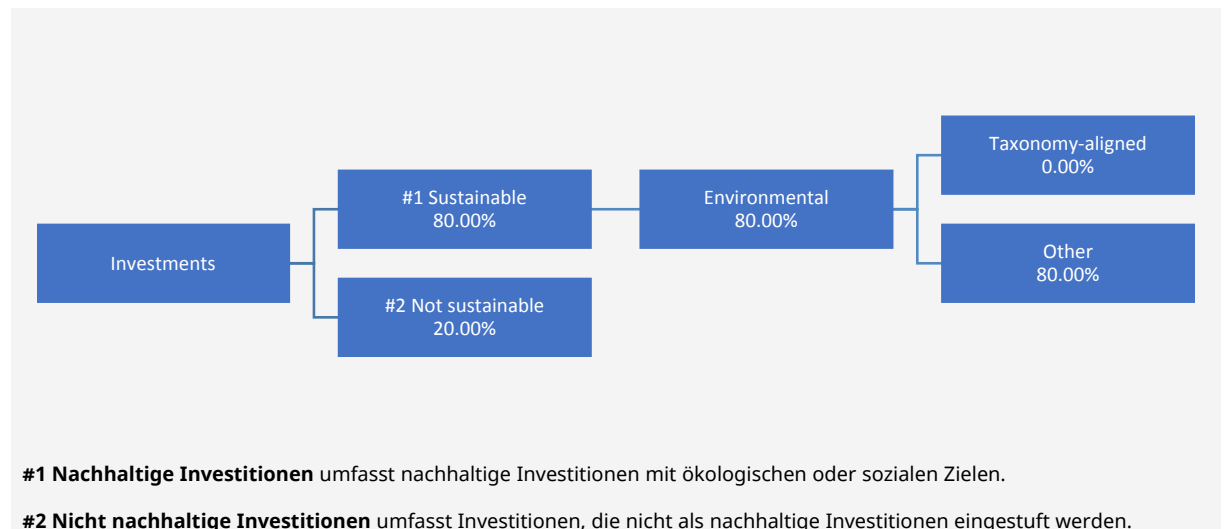 Investments
#1 Sustainable
80.00%
#2 Not sustainable
20.00%
Environmental
80.00%
Taxonomy-aligned
0.00%
Other
80.00%
#1 Nachhaltige Investitionen umfasst nachhaltige Investitionen mit ökologischen oder sozialen Zielen.
#2 Nicht nachhaltige Investitionen umfasst Investitionen, die nicht als nachhaltige Investitionen eingestuft werden.